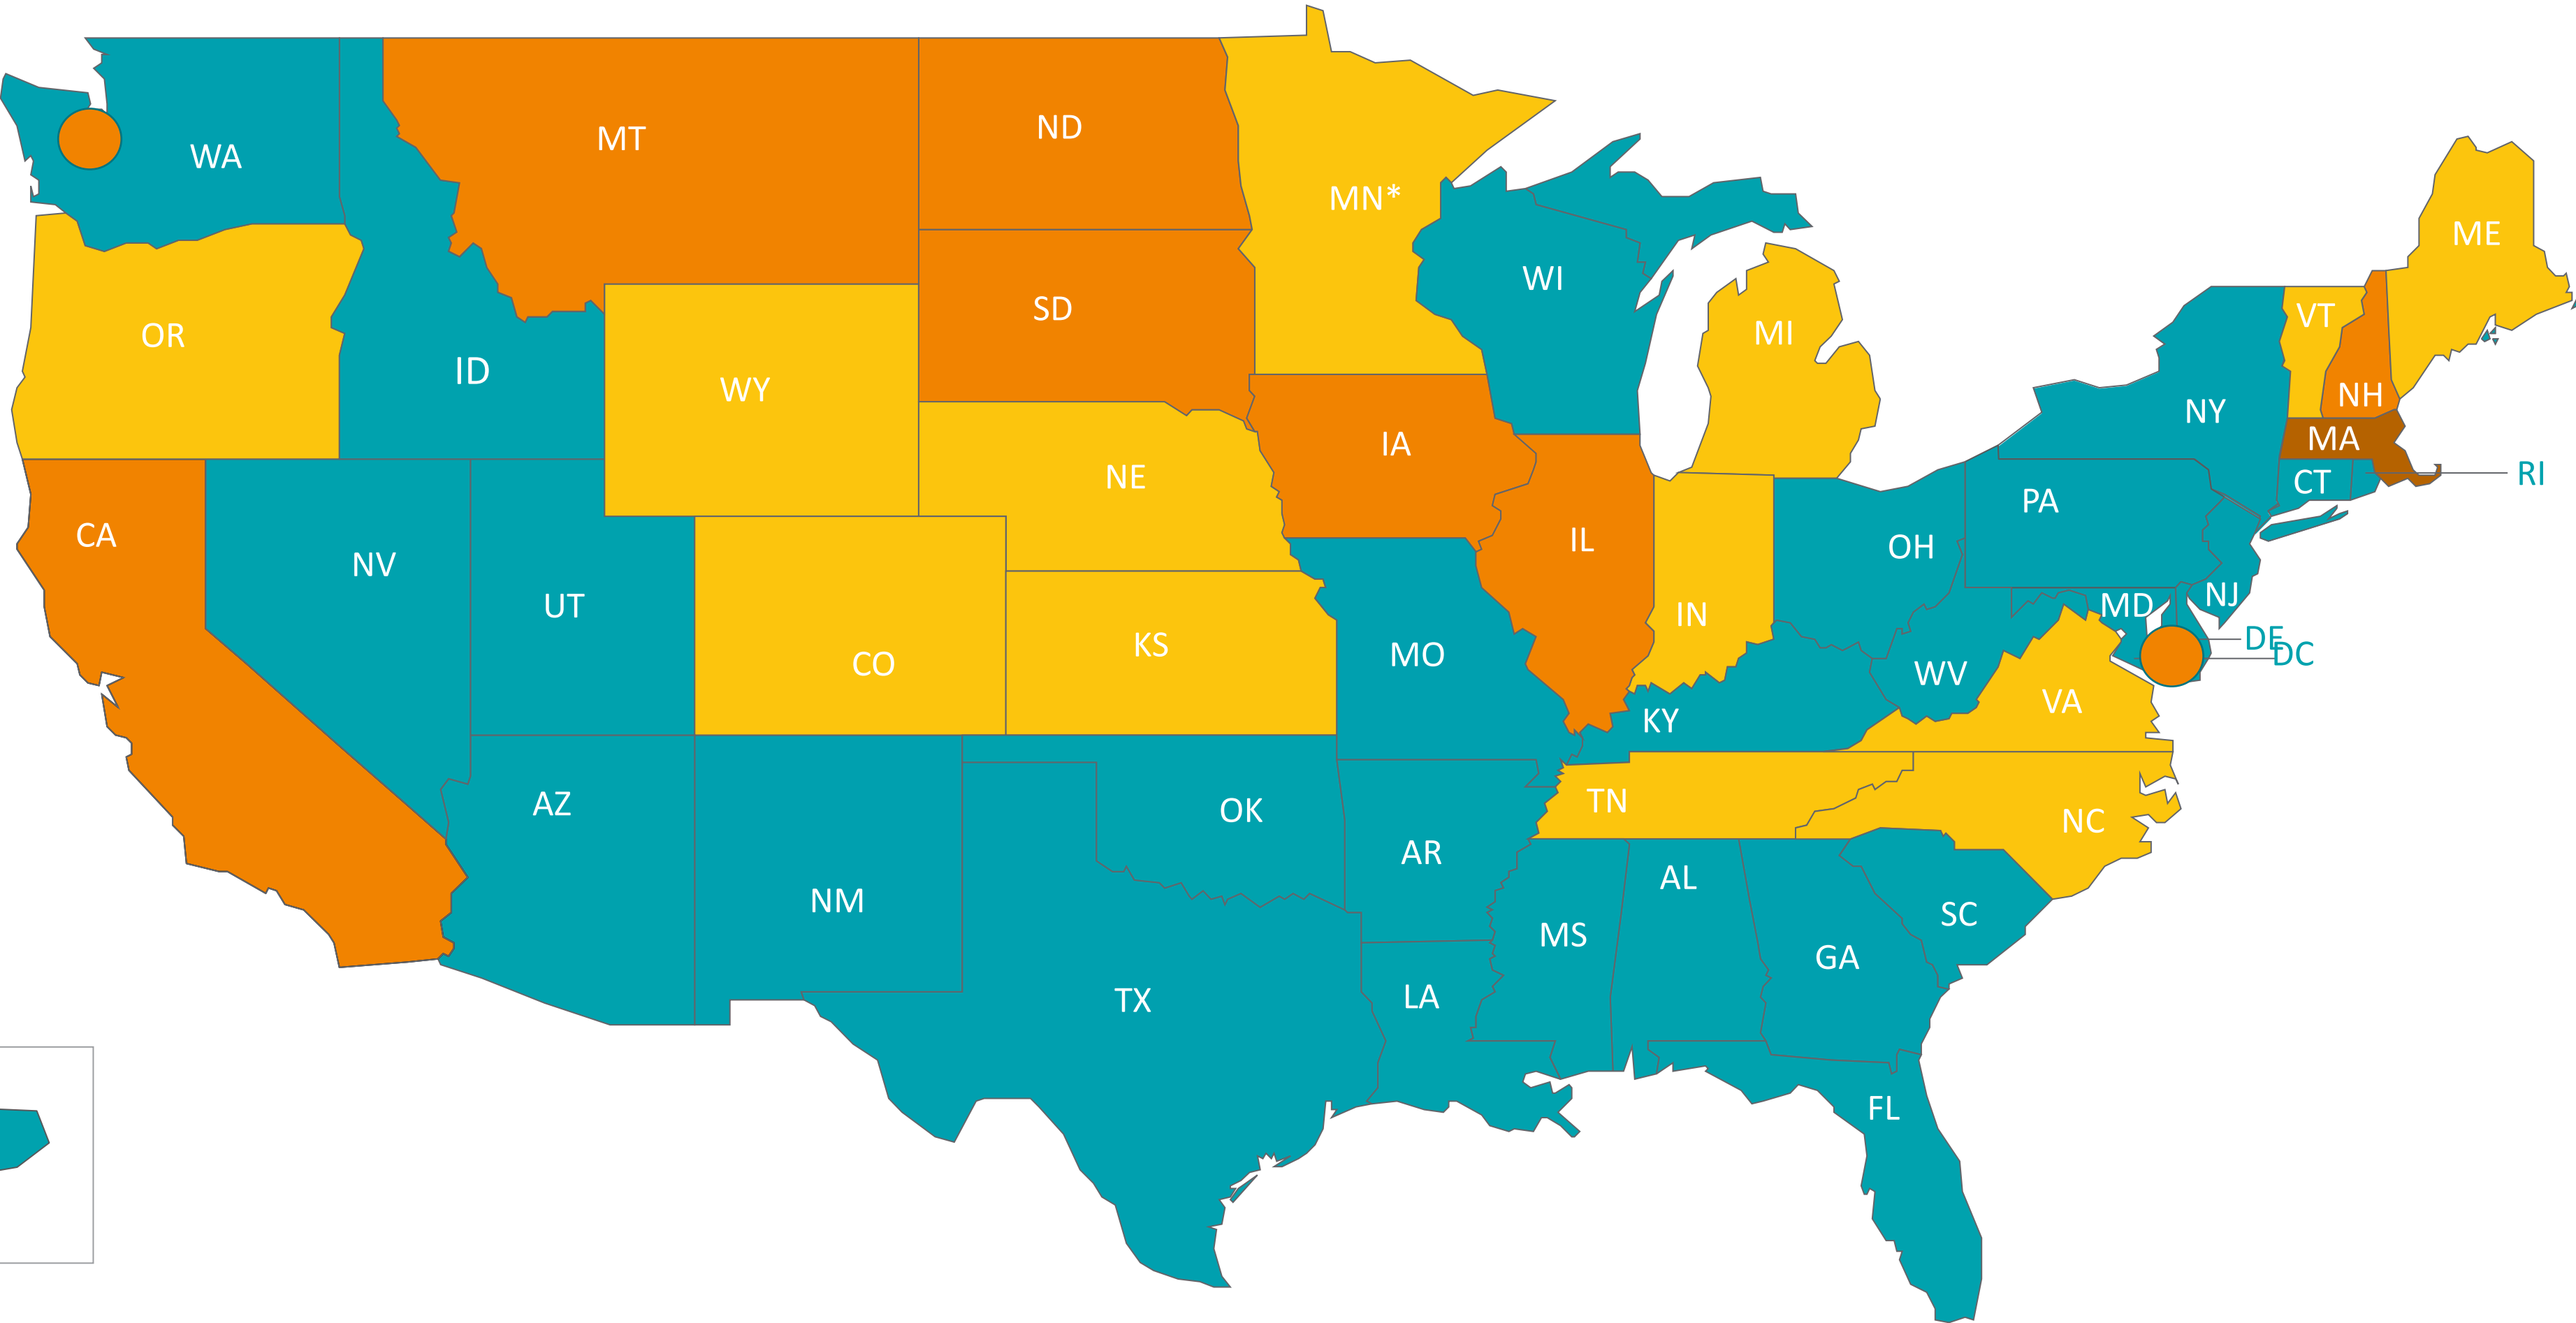 WA
MT
ND
MN*
ME
WI
SD
VT
OR
MI
ID
WY
NH
NY
IA
MA
NE
RI
CT
PA
CA
IL
OH
NV
NJ
UT
MD
IN
DE
KS
MO
DC
CO
WV
VA
KY
TN
AZ
OK
NC
AR
AL
NM
SC
MS
GA
LA
TX
FL